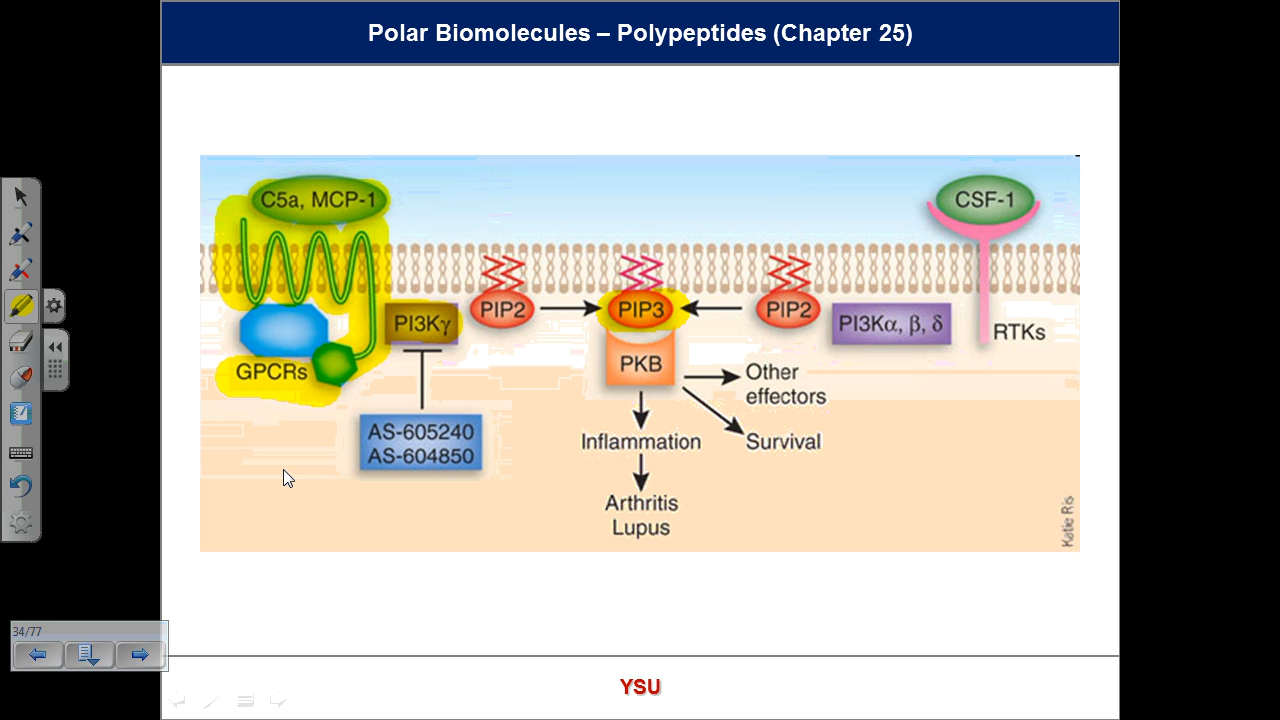 Polar Biomolecules – Polypeptides (Chapter 25)
C5a, MCP-1
CSF-1
PIP2
PIP3
PIP2
PI3Kγ
PI3Kα, β, δ
RTKs
GPCRs
PKB
Other
effectors
AS-605240
AS-604850
Inflammation
Survival
Arthritis
Lupus
Katie Ris
34/77
YSU